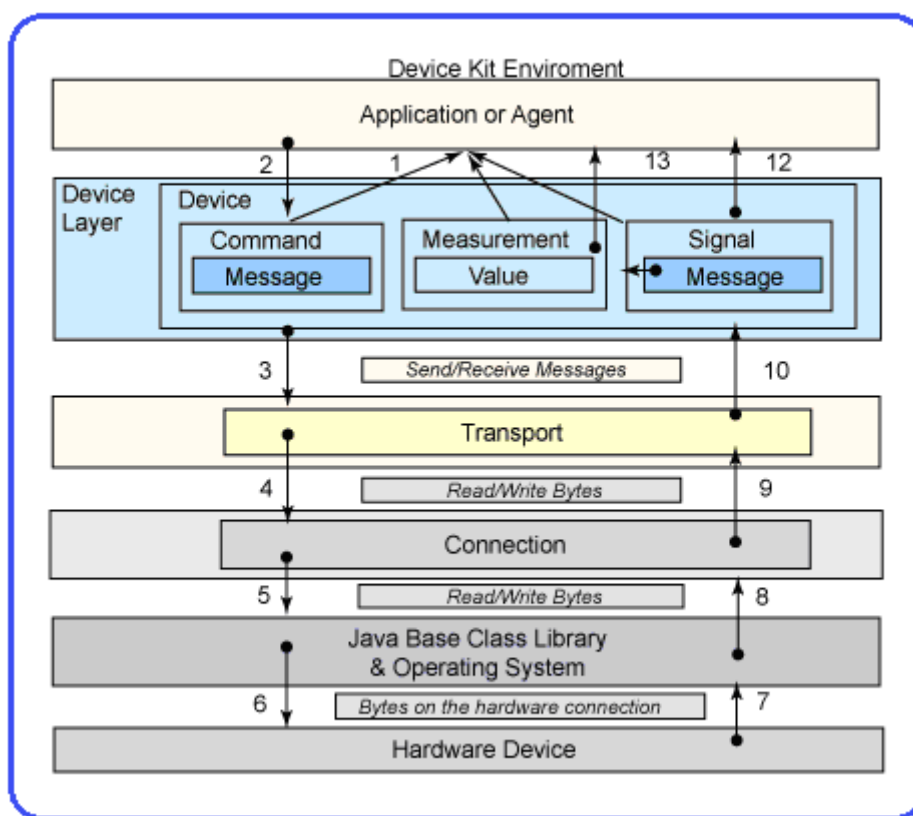 Device Kit Enviroment
Application or Agent
2
1
13
12
Device
Layer
Device
Command
Message
Measurement
Value
Signal
Message
3
Send/Receive Messages
10
Transport
4
Read/Write Bytes
9
Connection
5
Read/Write Bytes
8
Java Base Class Library
& Operating System
6
Bytes on the hardware connection
7
Hardware Device